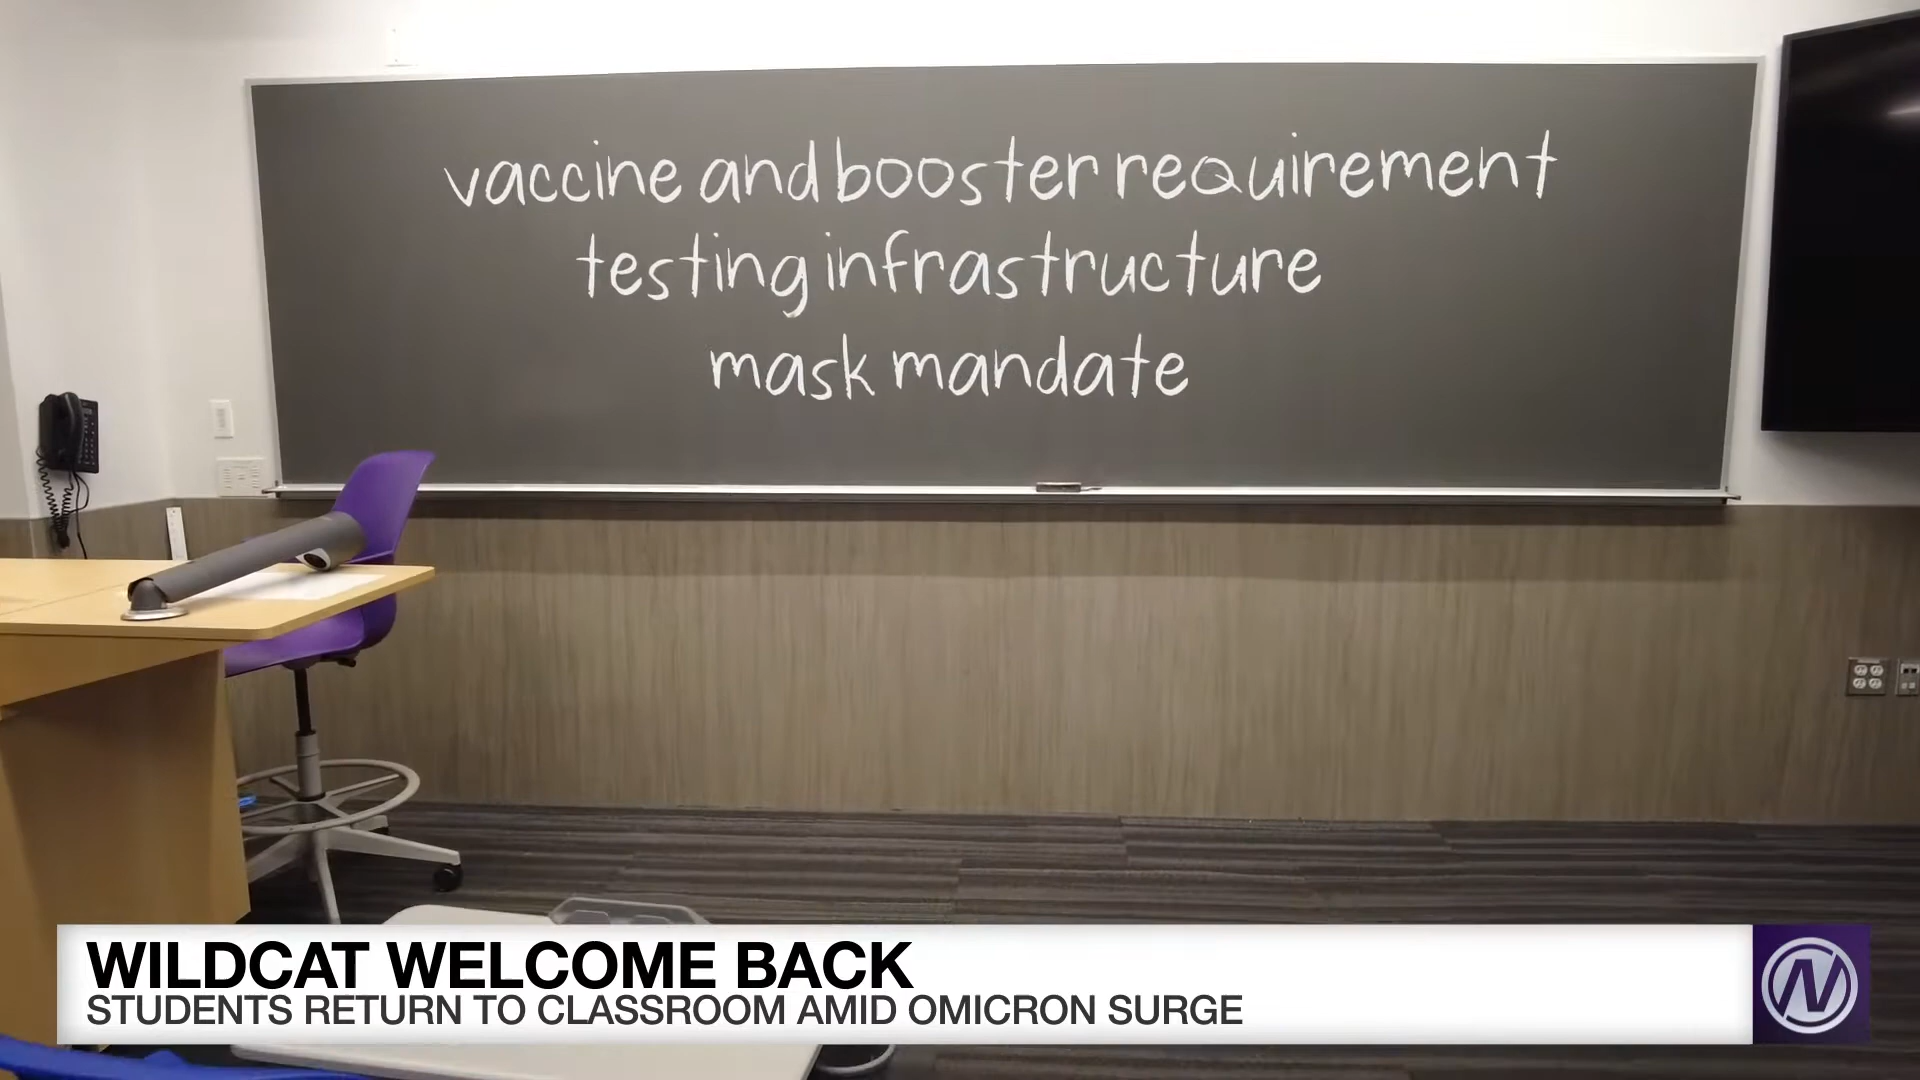 vaccine and booster requirement
testing infrastructure
mask mandate
WILDCAT WELCOME BACK
STUDENTS RETURN TO CLASSROOM AMID OMICRON SURGE
N